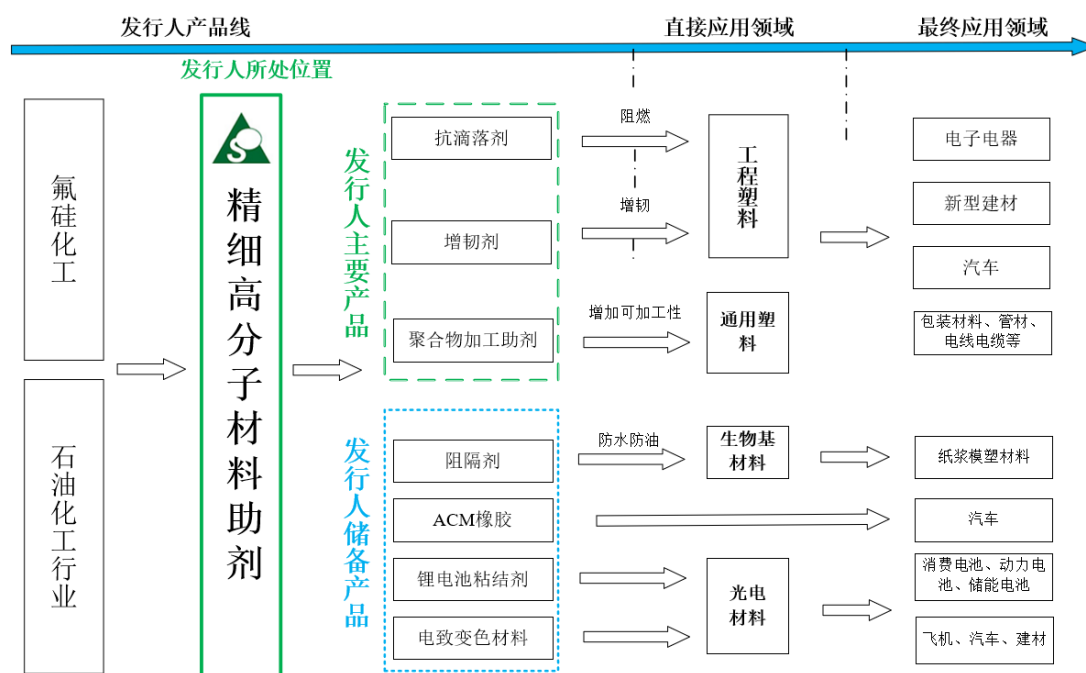 发行人产品线
直接应用领域
最终应用领域
发行人所处位置
氟硅化工
石油化工行业
S
精细高分子材料助剂
发行人主要产品
抗滴落剂
增韧剂
聚合物加工助剂
阻燃
增韧
增加可加工性
工程塑料
通用塑
料
电子电器
新型建材
汽车
包装材料、管材、
电线电缆等
发行人储备产品
阻隔剂
ACM橡胶
锂电池粘结剂
电致变色材料
防水防油
生物基
材料
光电
材料
纸浆模塑材料
汽车
消费电池、动力电
池、储能电池
飞机、汽车、建材